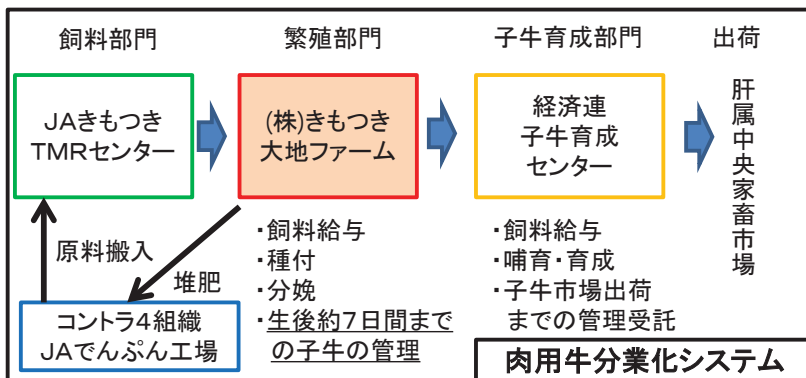 飼料部門
繁殖部門
子牛育成部門
出荷
JAきもつき
TMRセンター
(株)きもつき
大地ファーム
経済連
子牛育成
センター
肝属中央家畜市場
原料搬入
堆肥
コントラ4組織
JAでんぷん工場
・飼料給与
・種付
・分娩
・生後約7日間まで
の子牛の管理
・飼料給与
・哺育・育成
・子牛市場出荷
までの管理受託
肉用牛分業化システム